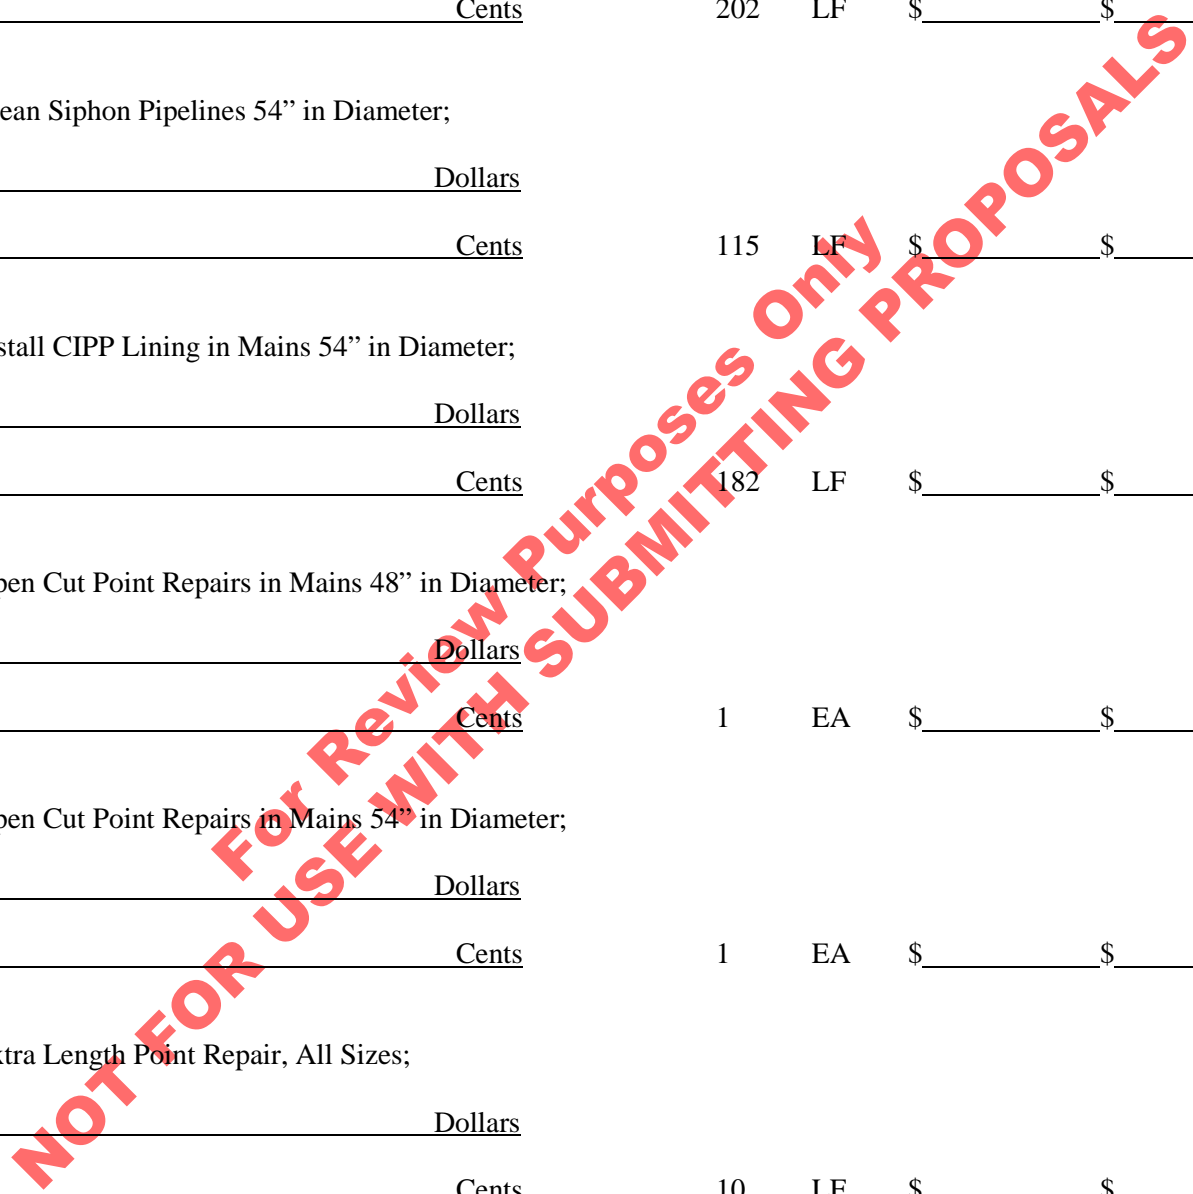 Cents 202 LF $ $
ean Siphon Pipelines 54” in Diameter;
Dollars
Cents 115 LF $ $
stall CIPP Lining in Mains 54” in Diameter;
Dollars
Cents 182 LF $ $
pen Cut Point Repairs in Mains 48” in Diameter;
Dollars
Cents 1 EA $ $
pen Cut Point Repairs in Mains 54” in Diameter;
Dollars
Cents 1 EA $ $
xtra Length Point Repair, All Sizes;
Dollars
Cents 10 LF $ $
For Review Purposes Only
NOT FOR USE WITH SUBMITTING PROPOSALS